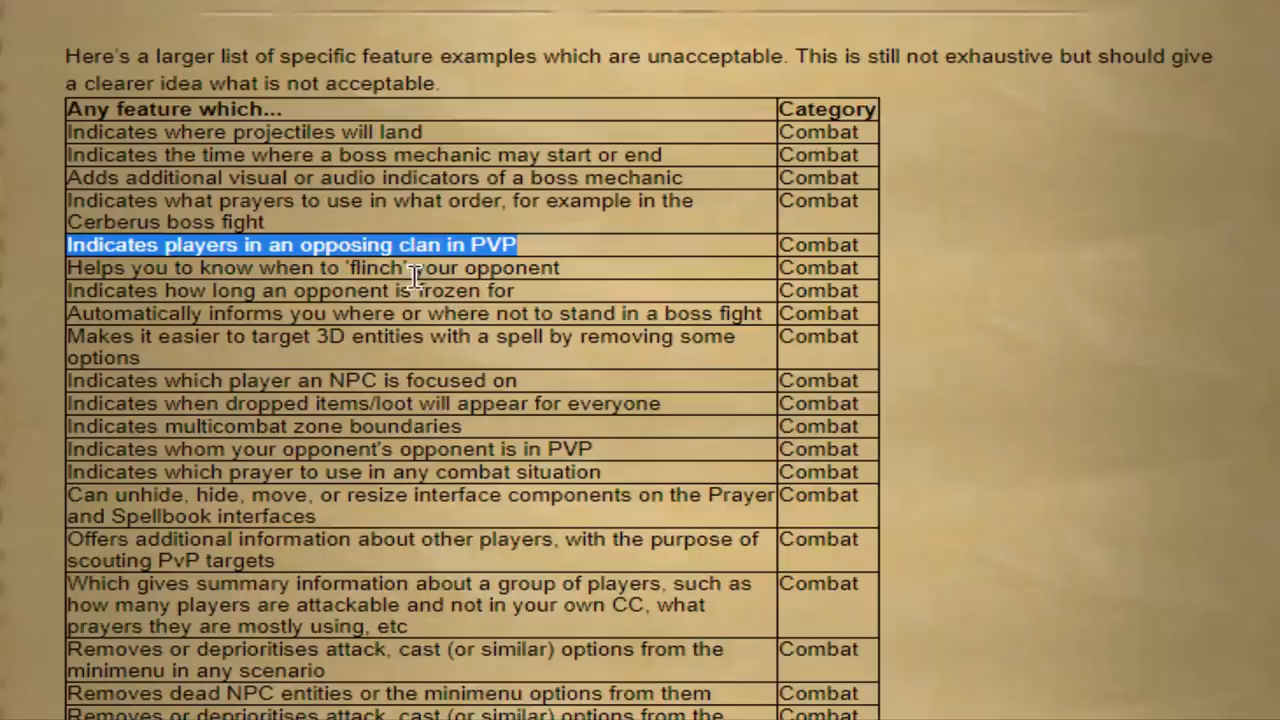 Here's a larger list of specific feature examples which are unacceptable. This is still not exhaustive but should give
a clearer idea what is not acceptable.
Any feature which... Category
Indicates where projectiles will land Combat
Indicates the time where a boss mechanic may start or end Combat
Adds additional visual or audio indicators of a boss mechanic Combat
Indicates what prayers to use in what order, for example in the Combat
Cerberus boss fight
Indicates players in an opposing clan in PVP Combat
Helps you to know when to 'flinch' your opponent Combat
Indicates how long an opponent is frozen for Combat
Automatically informs you where or where not to stand in a boss fight Combat
Makes it easier to target 3D entities with a spell by removing some Combat
options
Indicates which player an NPC is focused on Combat
Indicates when dropped items/loot will appear for everyone Combat
Indicates multicombat zone boundaries Combat
Indicates whom your opponent's opponent is in PVP Combat
Indicates which prayer to use in any combat situation Combat
Can unhide, hide, move, or resize interface components on the Prayer Combat
and Spellbook interfaces
Offers additional information about other players, with the purpose of Combat
scouting PvP targets
Which gives summary information about a group of players, such as Combat
how many players are attackable and not in your own CC, what
prayers they are mostly using, etc
Removes or deprioritises attack, cast (or similar) options from the Combat
minimenu in any scenario
Removes dead NPC entities or the minimenu options from them Combat
Removes or deprioritises attack, cast (or similar) options from the Combat